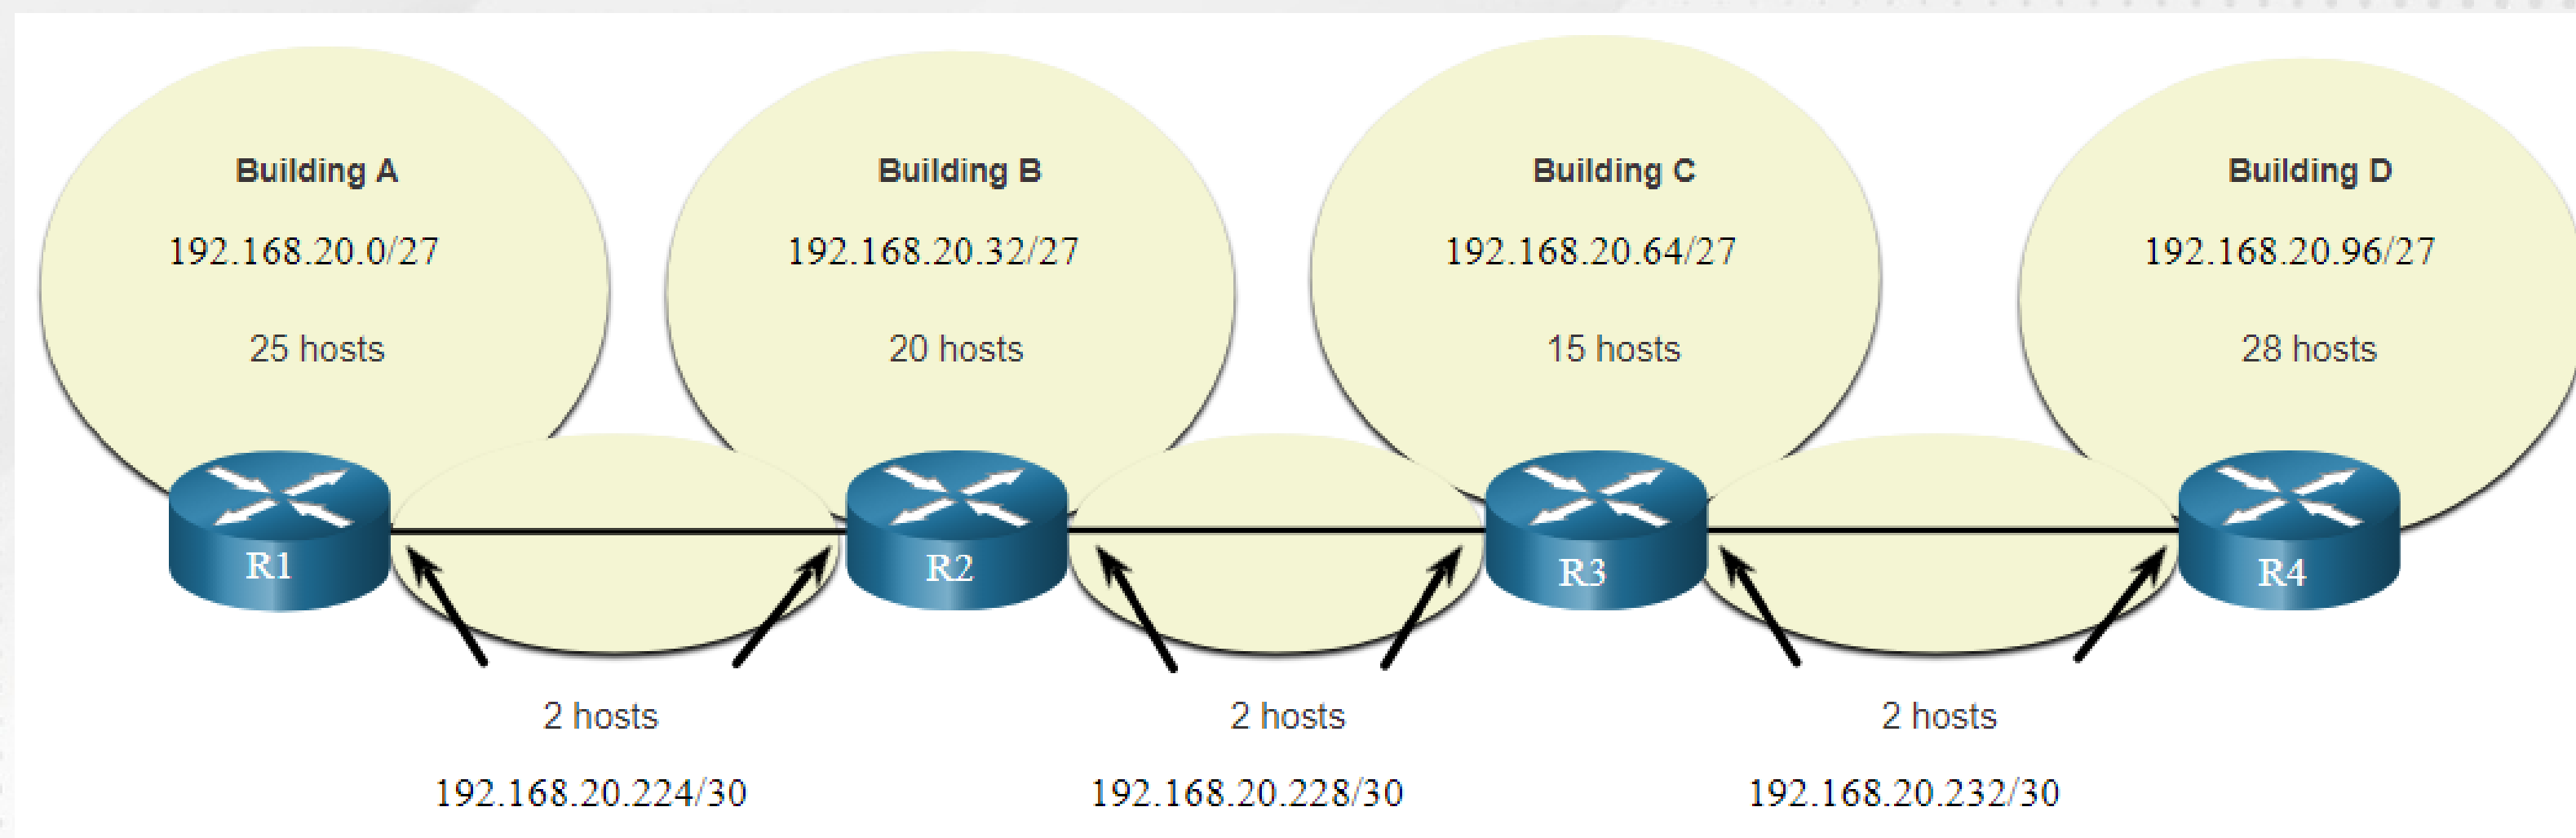 Building A
192.168.20.0/27
25 hosts
Building B
192.168.20.32/27
20 hosts
Building C
192.168.20.64/27
15 hosts
Building D
192.168.20.96/27
28 hosts
R1
R2
R3
R4
2 hosts
192.168.20.224/30
2 hosts
192.168.20.228/30
2 hosts
192.168.20.232/30